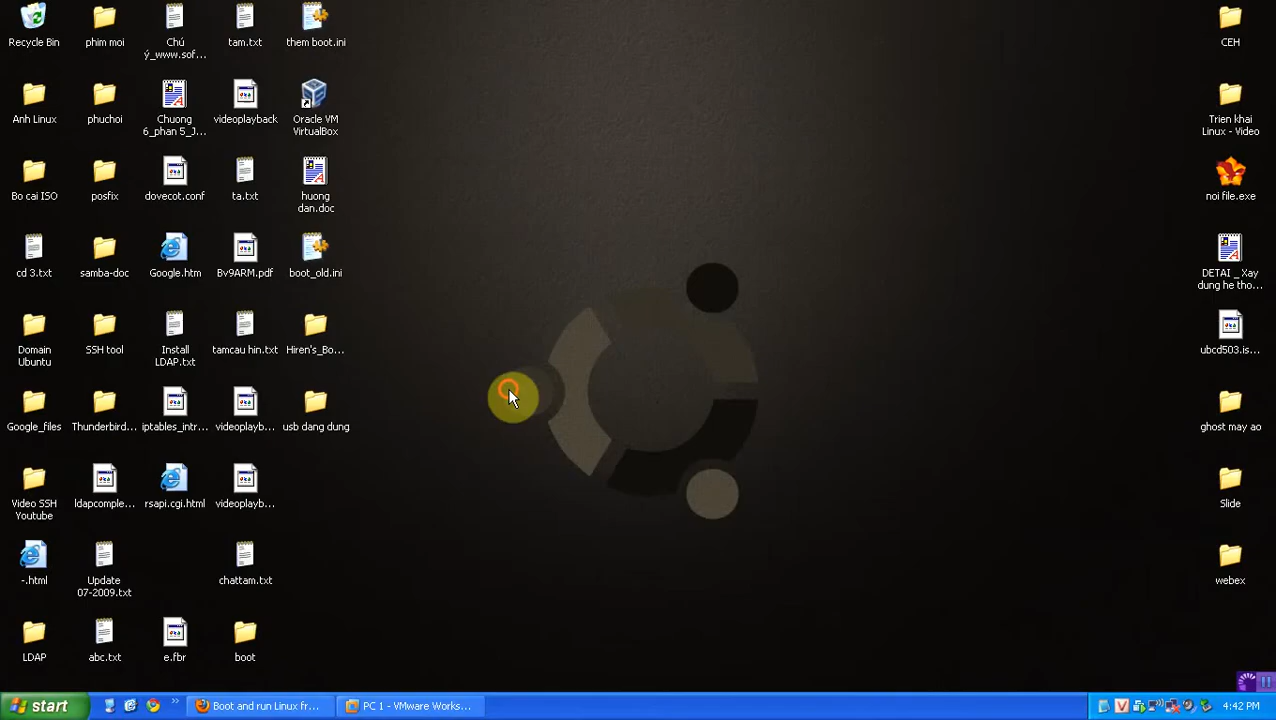 Recycle Bin
phim moi
Chú
ý_www.sof...
tam.txt
them boot.ini
CEH
Anh Linux
phuchoi
Chuong
6_phan 5_J...
videoplayback
Oracle VM
VirtualBox
Trien khai
Linux - Video
Bo cai ISO
posfix
dovecot.conf
ta.txt
huong
dan.doc
noi file.exe
cd 3.txt
samba-doc
Google.htm
Bv9ARM.pdf
boot_old.ini
DETAI _ Xay
dung he tho...
Domain
Ubuntu
SSH tool
Install
LDAP.txt
tamcau hin.txt
Hiren's_Bo...
ubcd503.is...
Google_files
Thunderbird...
iptables_intr...
videoplayb...
usb dang dung
ghost may ao
Video SSH
Youtube
ldapcomple...
rsapi.cgi.html
videoplayb...
Slide
-.html
Update
07-2009.txt
chattam.txt
webex
LDAP
abc.txt
e.fbr
boot
start
Boot and run Linux fr...
PC 1 - VMware Works...
V
4:42 PM